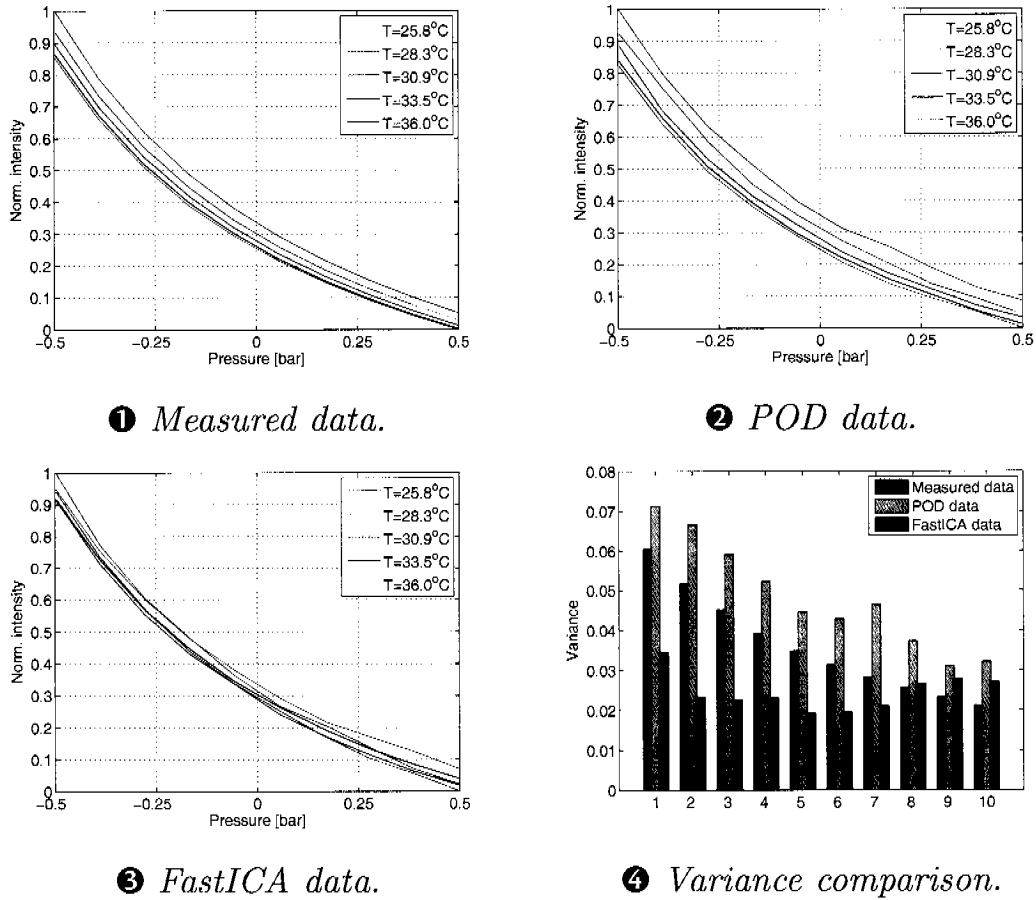 1
0.9
0.8
0.7
0.6
0.5
0.4
0.3
0.2
0.1
0
Norm. intensity
-0.5
-0.25
0
0.25
0.5
Pressure [bar]
T=25.8°C
T=28.3°C
T=30.9°C
T=33.5°C
T=36.0°C
❶ Measured data.
1
0.9
0.8
0.7
0.6
0.5
0.4
0.3
0.2
0.1
0
Norm. intensity
-0.5
-0.25
0
0.25
0.5
Pressure [bar]
T=25.8°C
T=28.3°C
T=30.9°C
T=33.5°C
T=36.0°C
❷ POD data.
1
0.9
0.8
0.7
0.6
0.5
0.4
0.3
0.2
0.1
0
Norm. intensity
-0.5
-0.25
0
0.25
0.5
Pressure [bar]
T=25.8°C
T=28.3°C
T=30.9°C
T=33.5°C
T=36.0°C
❸ FastICA data.
0.08
0.07
0.06
0.05
0.04
0.03
0.02
0.01
0
Variance
1 2 3 4 5 6 7 8 9 10
Measured data
POD data
FastICA data
❹ Variance comparison.